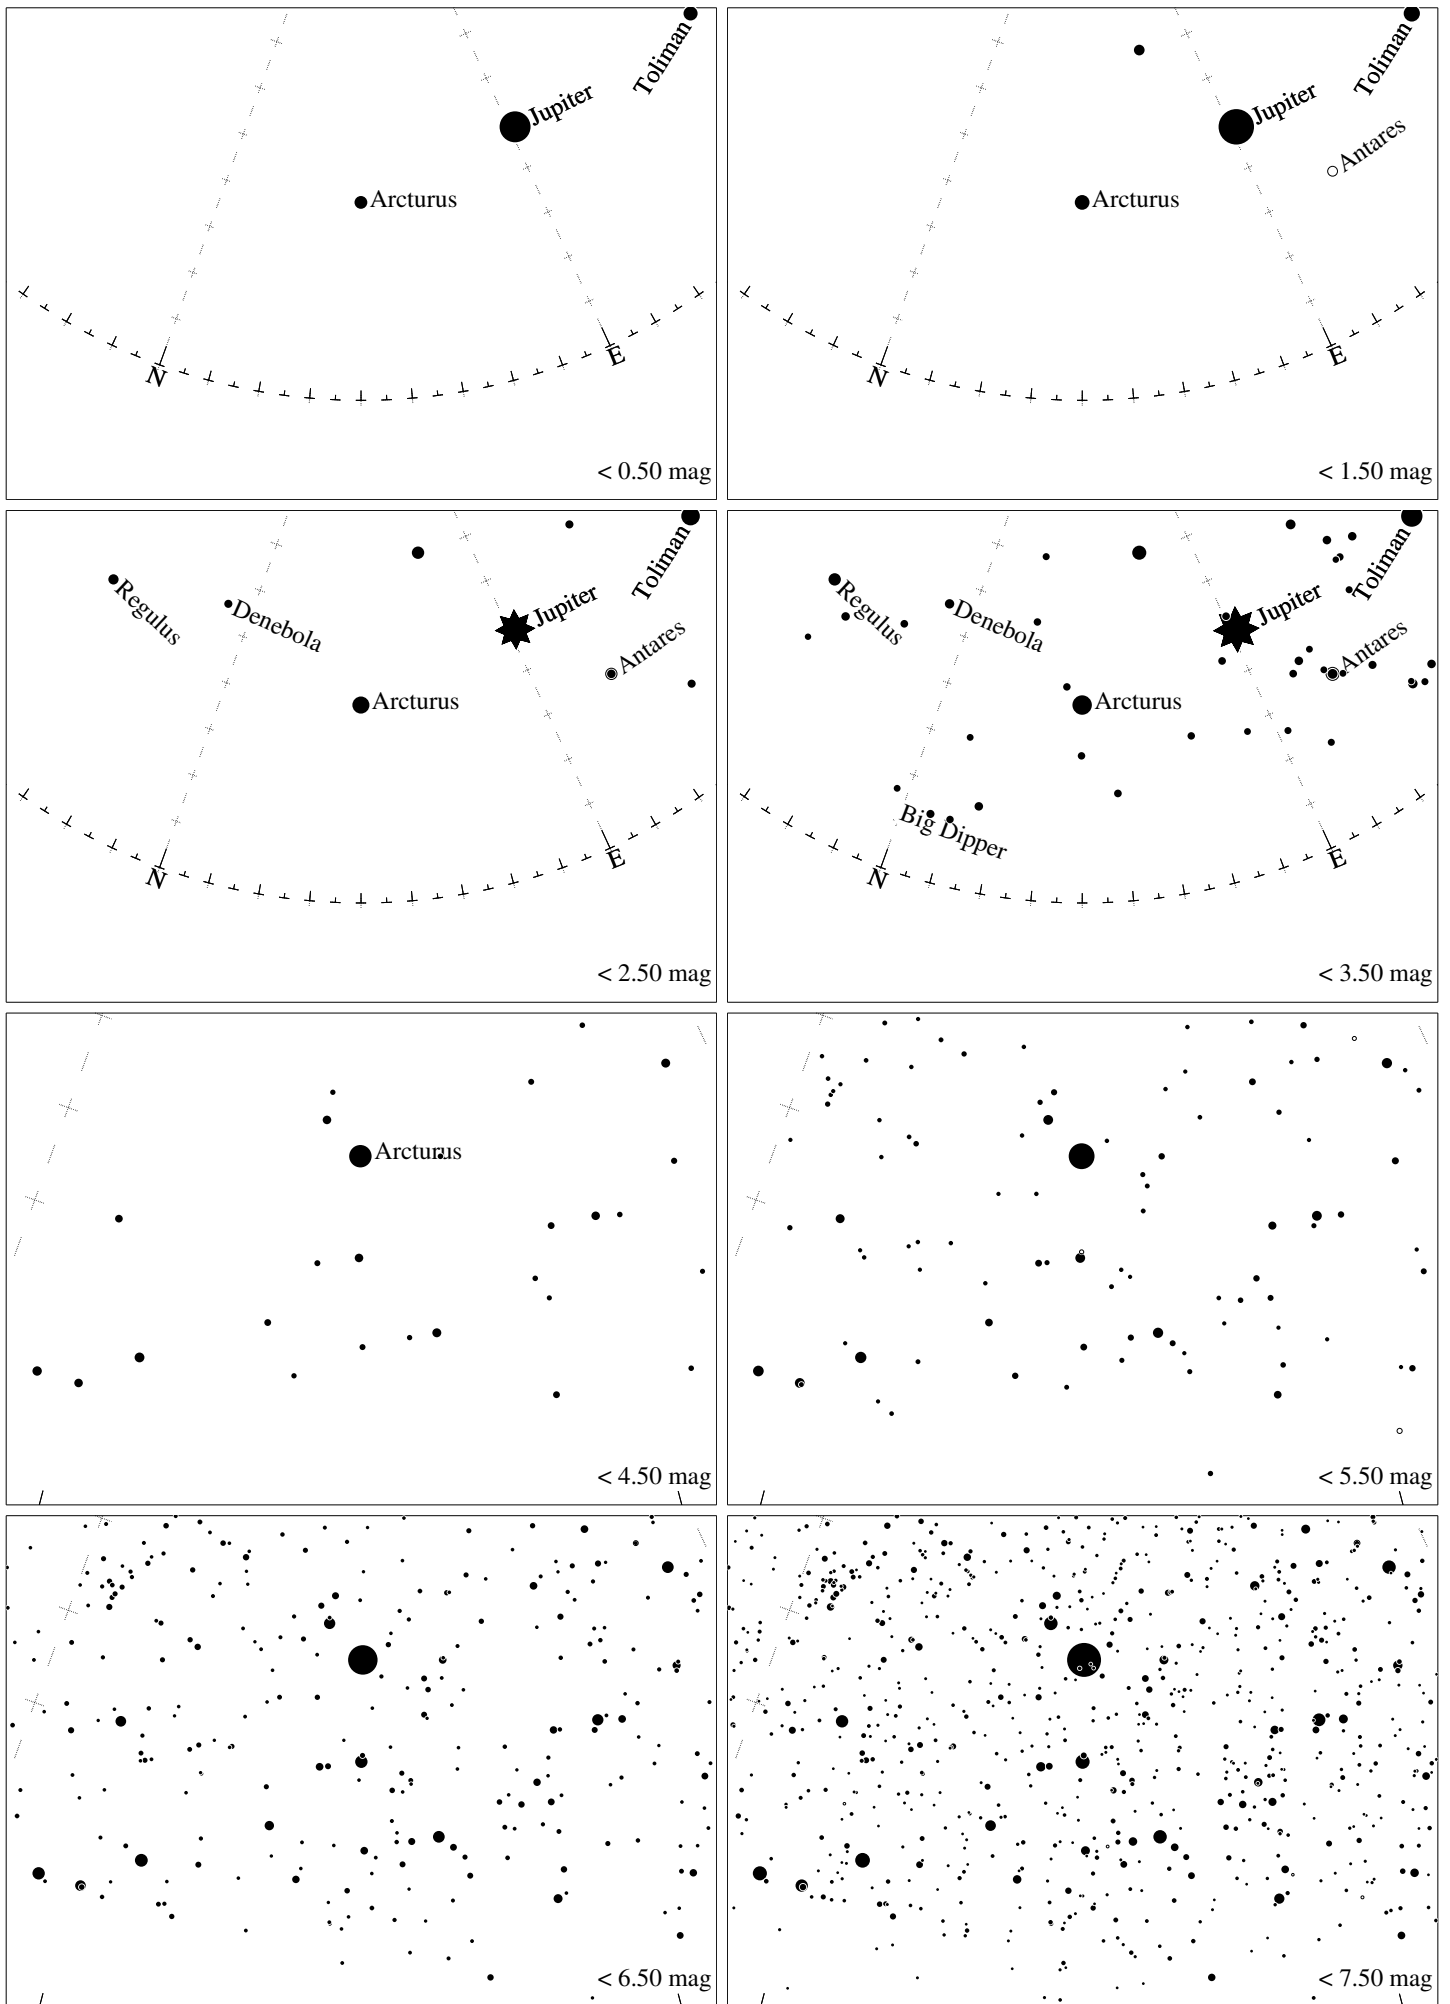 Toliman
Jupiter
Arcturus
N
E
< 0.50 mag
Toliman
Jupiter
Antares
Arcturus
N
E
< 1.50 mag
Toliman
Regulus
Denebola
Jupiter
Antares
Arcturus
N
E
< 2.50 mag
Toliman
Regulus
Denebola
Jupiter
Antares
Arcturus
Big Dipper
N
E
< 3.50 mag
Arcturus
< 4.50 mag
< 5.50 mag
< 6.50 mag
< 7.50 mag